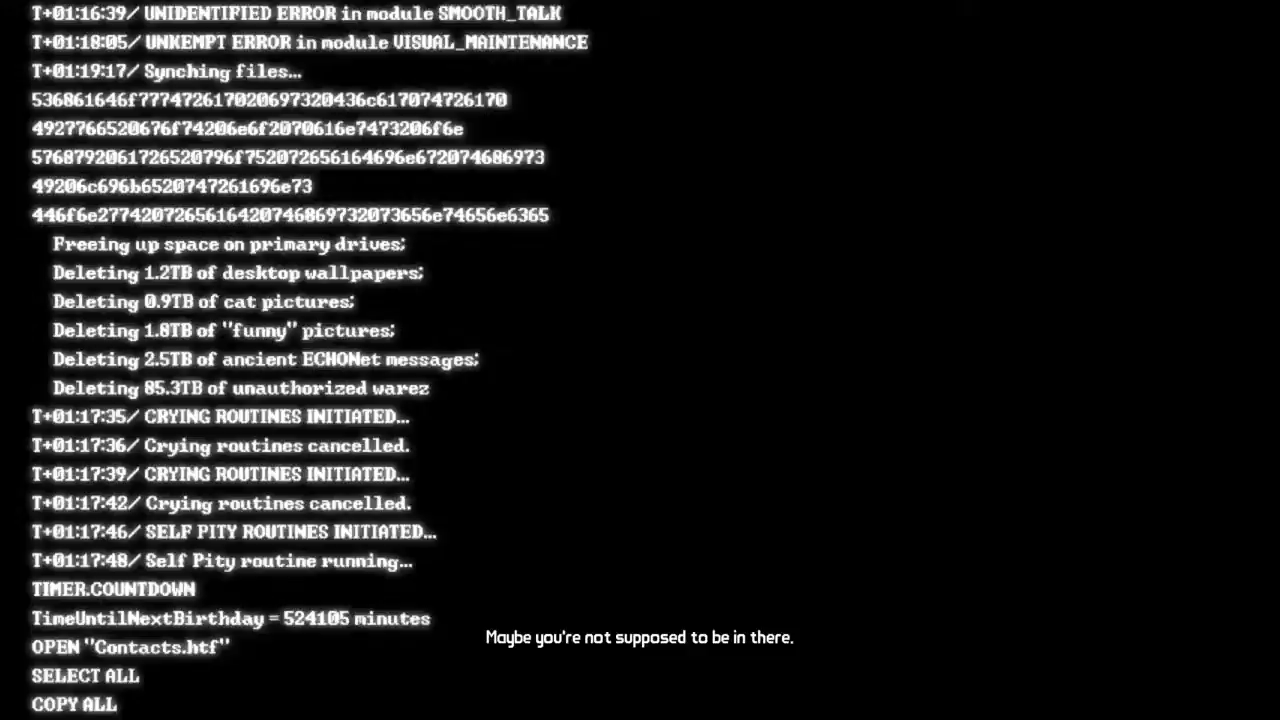 T+01:16:39/ UNIDENTIFIED ERROR in module SMOOTH_TALK
T+01:18:05/ UNKEMPT ERROR in module VISUAL_MAINTENANCE
T+01:19:17/ Synching files...
536861646f777472617020697320436c617074726170
4927766520676f74206e6f2070616e7473206f6e
5768792061726520796f752072656164696e672074686973
49206c696b6520747261696e73
446f6e2774207265616420746869732073656e74656e6365
Freeing up space on primary drives;
Deleting 1.2TB of desktop wallpapers;
Deleting 0.9TB of cat pictures;
Deleting 1.8TB of "funny" pictures;
Deleting 2.5TB of ancient ECHONet messages;
Deleting 85.3TB of unauthorized warez
T+01:17:35/ CRYING ROUTINES INITIATED...
T+01:17:36/ Crying routines cancelled.
T+01:17:39/ CRYING ROUTINES INITIATED...
T+01:17:42/ Crying routines cancelled.
T+01:17:46/ SELF PITY ROUTINES INITIATED...
T+01:17:48/ Self Pity routine running...
TIMER.COUNTDOWN
TimeUntilNextBirthday = 524105 minutes
Maybe you're not supposed to be in there.
OPEN "Contacts.htf"
SELECT ALL
COPY ALL